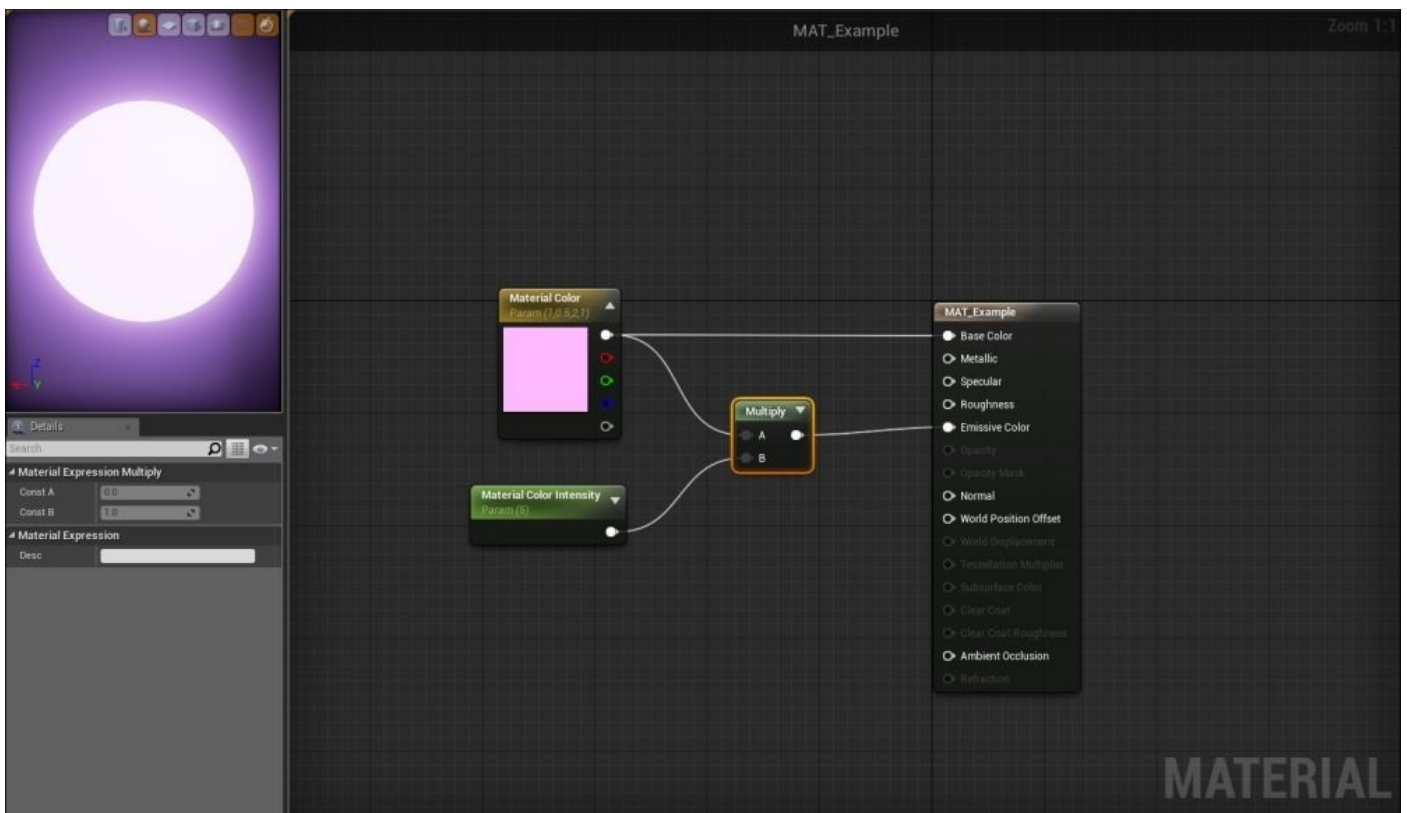 MAT_Example
Zoom 1:1
Z
Y
Details
Search
Material Expression Multiply
Const A
0.0
Const B
1.0
Material Expression
Desc
Material Color
Param (1,0.5,2,1)
Material Color Intensity
Param (5)
Multiply
A
B
MAT_Example
Base Color
Metallic
Specular
Roughness
Emissive Color
Opacity
Opacity Mask
Normal
World Position Offset
World Displacement
Tessellation Multiplier
Subsurface Color
Clear Coat
Clear Coat Roughness
Ambient Occlusion
Refraction
MATERIAL